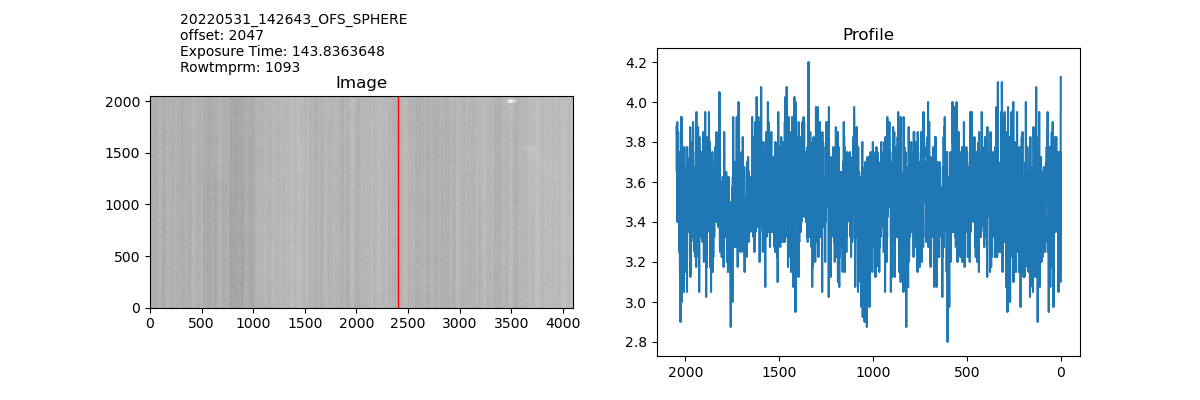 20220531_142643_OFS_SPHERE
offset: 2047
Exposure Time: 143.8363648
Rowtmprm: 1093
Image
2000
1500
1000
500
0
0 500 1000 1500 2000 2500 3000 3500 4000
Profile
4.2
4.0
3.8
3.6
3.4
3.2
3.0
2.8
2000 1500 1000 500 0